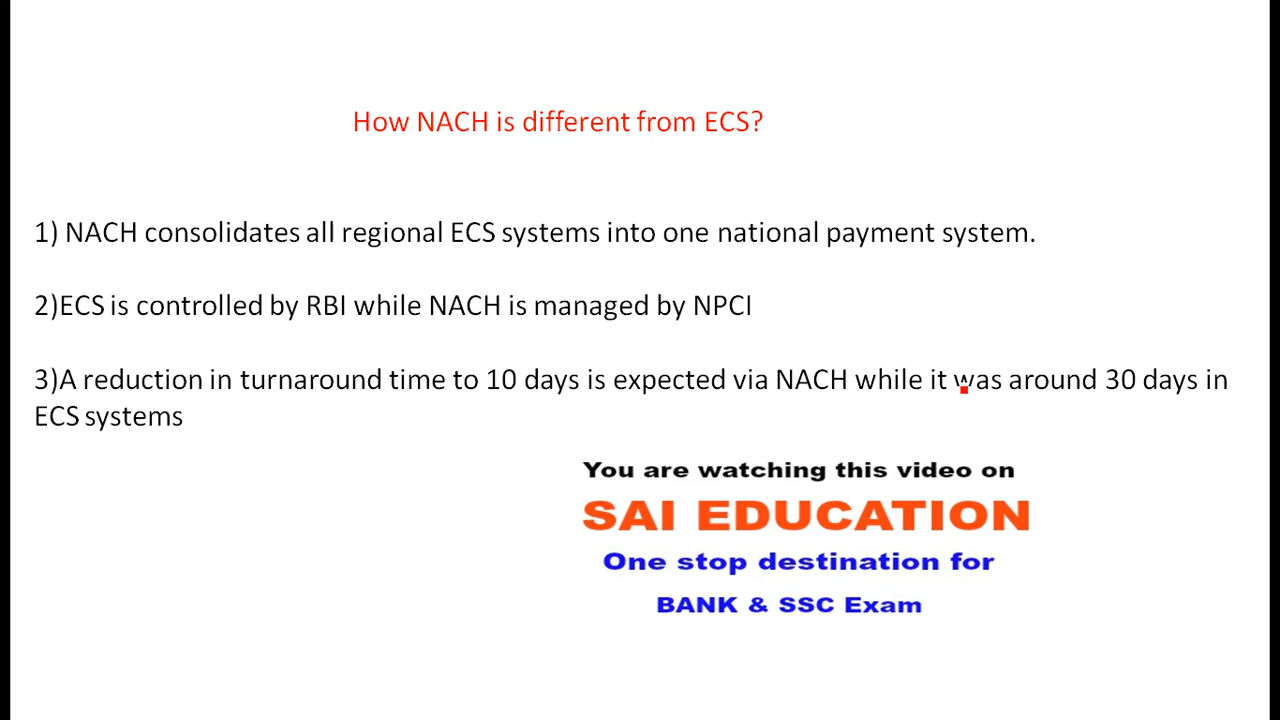 How NACH is different from ECS?
1) NACH consolidates all regional ECS systems into one national payment system.
2)ECS is controlled by RBI while NACH is managed by NPCI
3)A reduction in turnaround time to 10 days is expected via NACH while it was around 30 days in
ECS systems
You are watching this video on
SAI EDUCATION
One stop destination for
BANK & SSC Exam